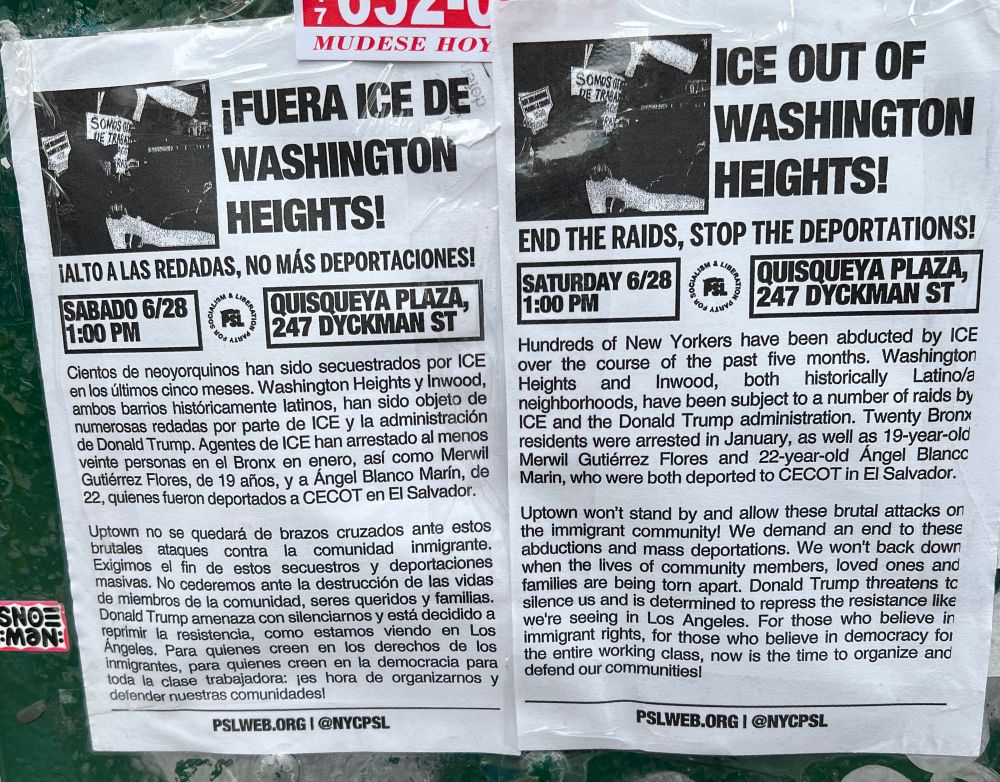 652-0
MUDESE HOY
SOMOS
DE TRABA
¡FUERA ICE DE
WASHINGTON
HEIGHTS!
¡ALTO A LAS REDADAS, NO MÁS DEPORTACIONES!
SÁBADO 6/28
1:00 PM
PARTY FOR SOCIALISM & LIBERATION
PSL
QUISQUEYA PLAZA,
247 DYCKMAN ST
Cientos de neoyorquinos han sido secuestrados por ICE
en los últimos cinco meses. Washington Heights y Inwood,
ambos barrios históricamente latinos, han sido objeto de
numerosas redadas por parte de ICE y la administración
de Donald Trump. Agentes de ICE han arrestado al menos
veinte personas en el Bronx en enero, así como Merwil
Gutiérrez Flores, de 19 años, y a Ángel Blanco Marín, de
22, quienes fueron deportados a CECOT en El Salvador.
Uptown no se quedará de brazos cruzados ante estos
brutales ataques contra la comunidad inmigrante.
Exigimos el fin de estos secuestros y deportaciones
masivas. No cederemos ante la destrucción de las vidas
de miembros de la comunidad, seres queridos y familias.
Donald Trump amenaza con silenciarnos y está decidido a
reprimir la resistencia, como estamos viendo en Los
Ángeles. Para quienes creen en los derechos de los
inmigrantes, para quienes creen en la democracia para
toda la clase trabajadora: ¡es hora de organizarnos y
defender nuestras comunidades!
PSLWEB.ORG | @NYCPSL
SOMOS
DE TRABA
ICE OUT OF
WASHINGTON
HEIGHTS!
END THE RAIDS, STOP THE DEPORTATIONS!
SATURDAY 6/28
1:00 PM
PARTY FOR SOCIALISM & LIBERATION
PSL
QUISQUEYA PLAZA,
247 DYCKMAN ST
Hundreds of New Yorkers have been abducted by ICE
over the course of the past five months. Washington
Heights and Inwood, both historically Latino/a
neighborhoods, have been subject to a number of raids by
ICE and the Donald Trump administration. Twenty Bronx
residents were arrested in January, as well as 19-year-old
Merwil Gutiérrez Flores and 22-year-old Ángel Blanco
Marin, who were both deported to CECOT in El Salvador.
Uptown won't stand by and allow these brutal attacks on
the immigrant community! We demand an end to these
abductions and mass deportations. We won't back down
when the lives of community members, loved ones and
families are being torn apart. Donald Trump threatens to
silence us and is determined to repress the resistance like
we're seeing in Los Angeles. For those who believe in
immigrant rights, for those who believe in democracy for
the entire working class, now is the time to organize and
defend our communities!
PSLWEB.ORG | @NYCPSL